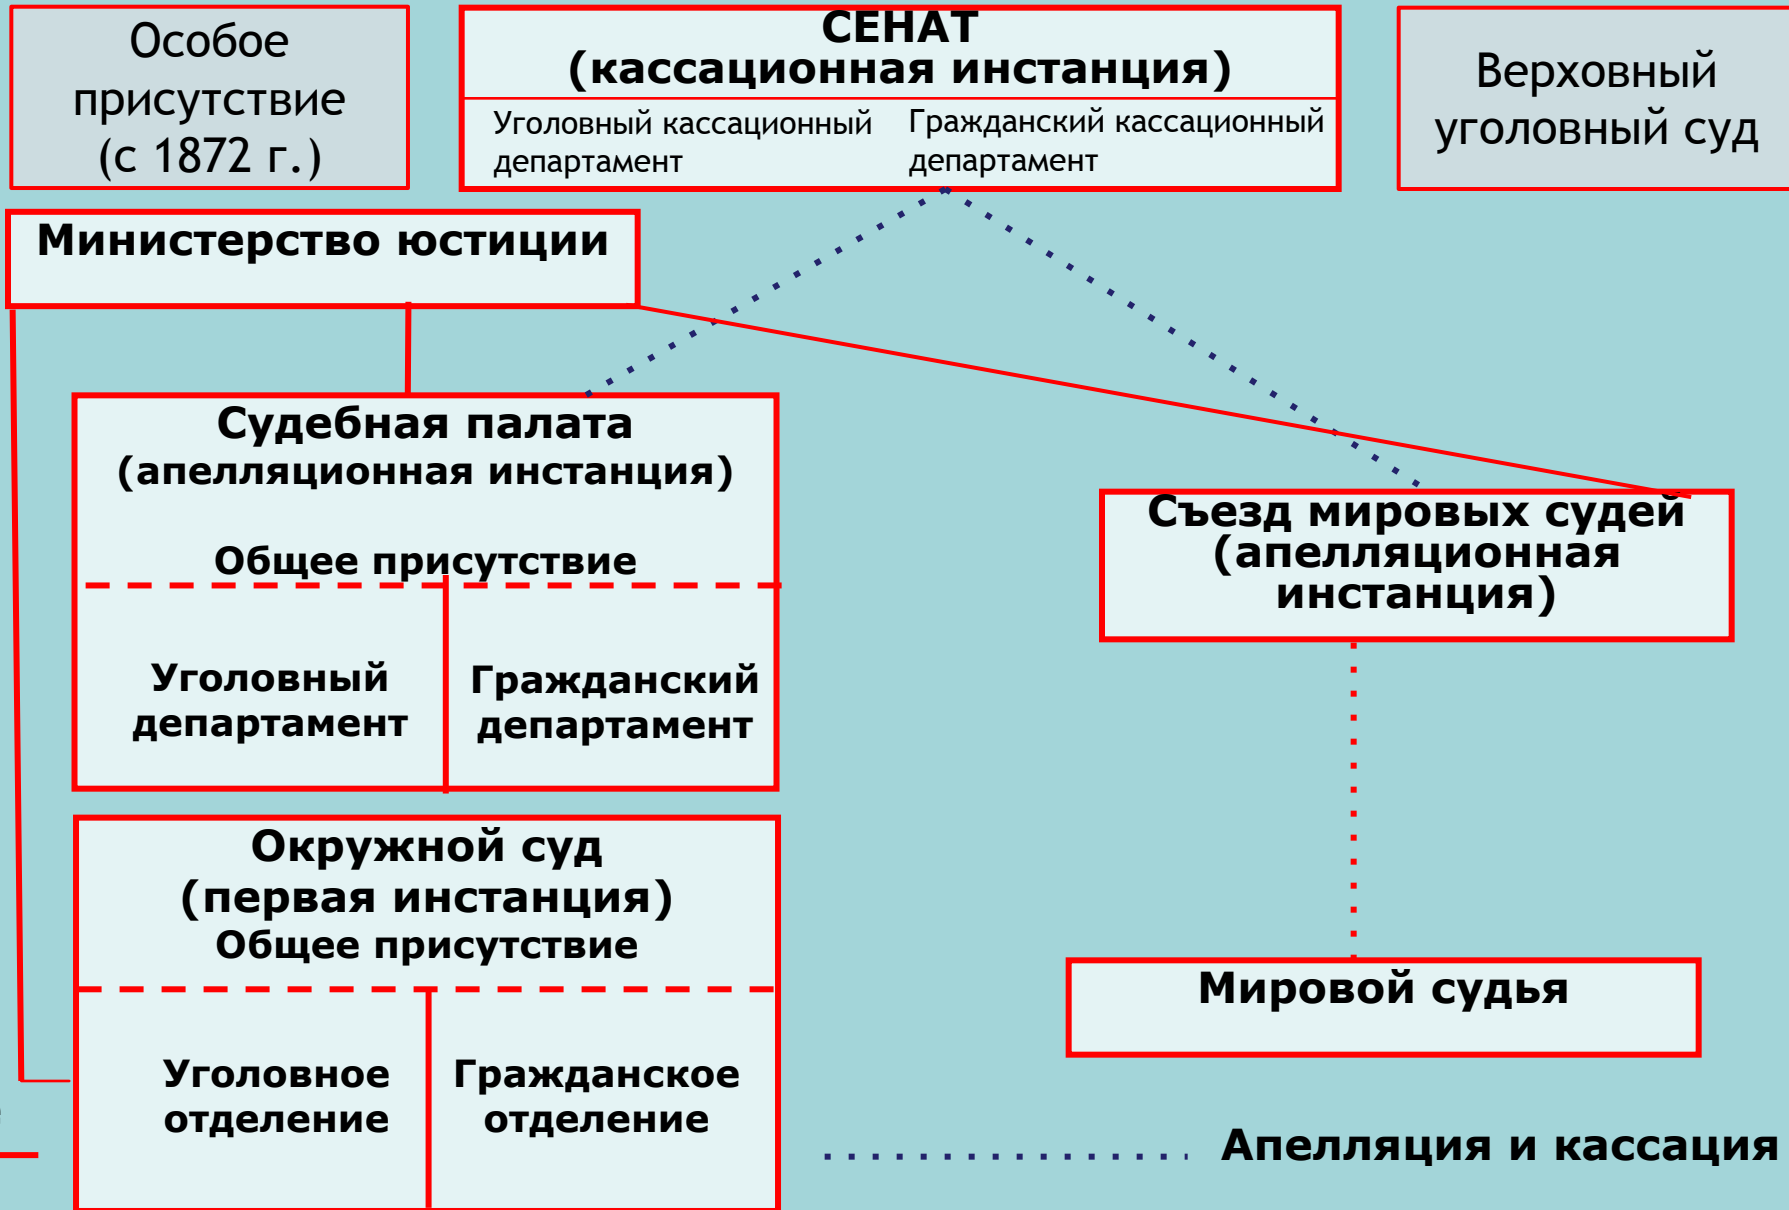 Особое
присутствие
(с 1872 г.)
СЕНАТ
(кассационная инстанция)
Уголовный кассационный
департамент
Гражданский кассационный
департамент
Верховный
уголовный суд
Министерство юстиции
Судебная палата
(апелляционная инстанция)
Общее присутствие
Уголовный
департамент
Гражданский
департамент
Съезд мировых судей
(апелляционная
инстанция)
Окружной суд
(первая инстанция)
Общее присутствие
Уголовное
отделение
Гражданское
отделение
Мировой судья
Апелляция и кассация